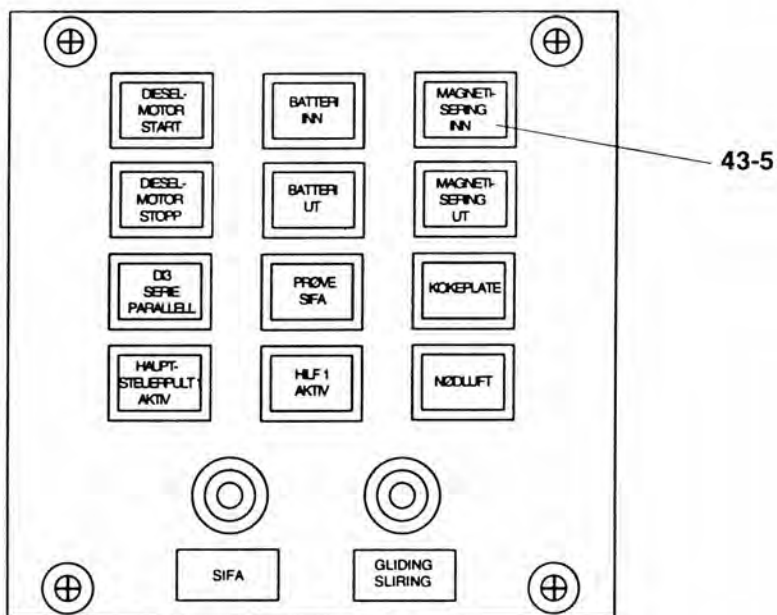 DIESEL-
MOTOR
START
BATTERI
INN
MAGNETI-
SERING
INN
43-5
DIESEL-
MOTOR
STOPP
BATTERI
UT
MAGNETI-
SERING
UT
DI3
SERIE
PARALLELL
PRØVE
SIFA
KOKEPLATE
HAUPT-
STEUERPULT 1
AKTIV
HILF 1
AKTIV
NØDLUFT
SIFA
GLIDING
SLIRING